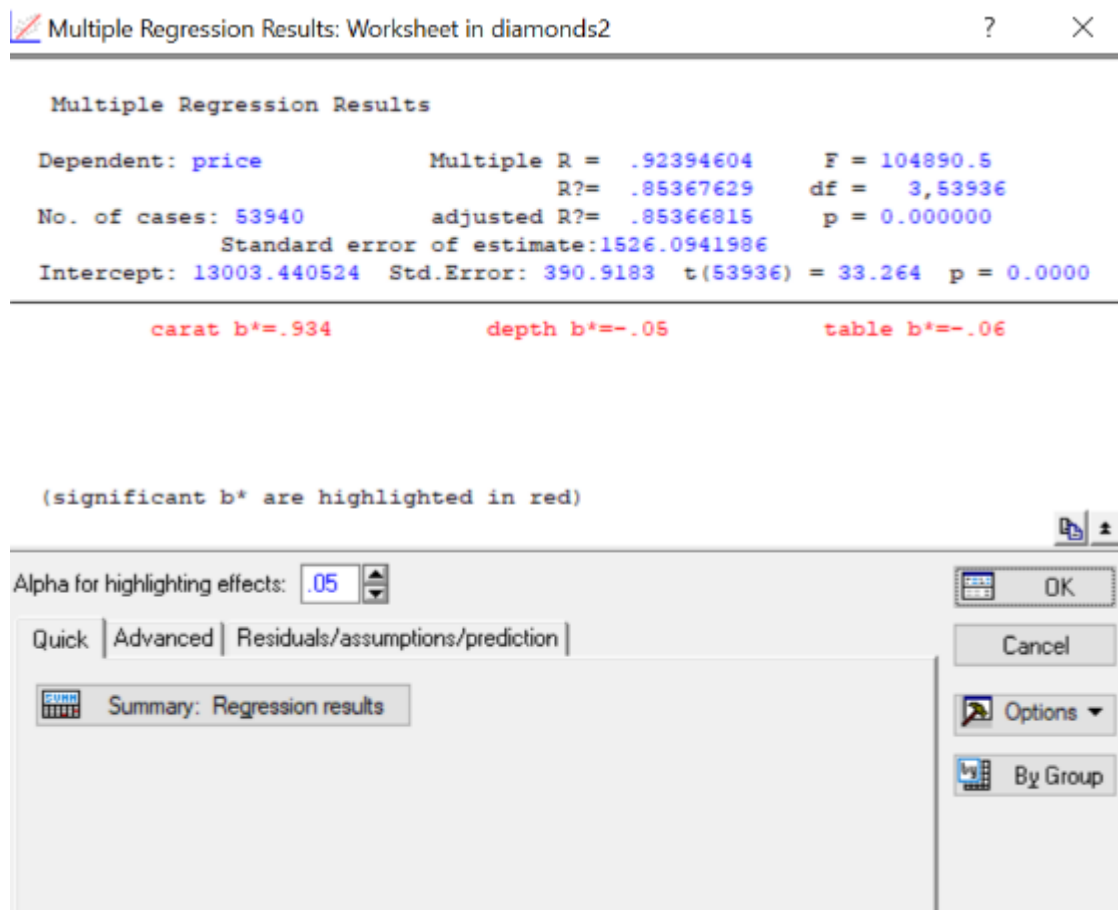 Multiple Regression Results: Worksheet in diamonds2 ? ×
Multiple Regression Results
Dependent: price Multiple R = .92394604 F = 104890.5
R?= .85367629 df = 3,53936
No. of cases: 53940 adjusted R?= .85366815 p = 0.000000
Standard error of estimate:1526.0941986
Intercept: 13003.440524 Std.Error: 390.9183 t(53936) = 33.264 p = 0.0000
carat b*=.934 depth b*=-.05 table b*=-.06
(significant b* are highlighted in red)
Alpha for highlighting effects: .05
OK
Quick Advanced Residuals/assumptions/prediction
Cancel
SUMM Summary: Regression results
Options
By Group